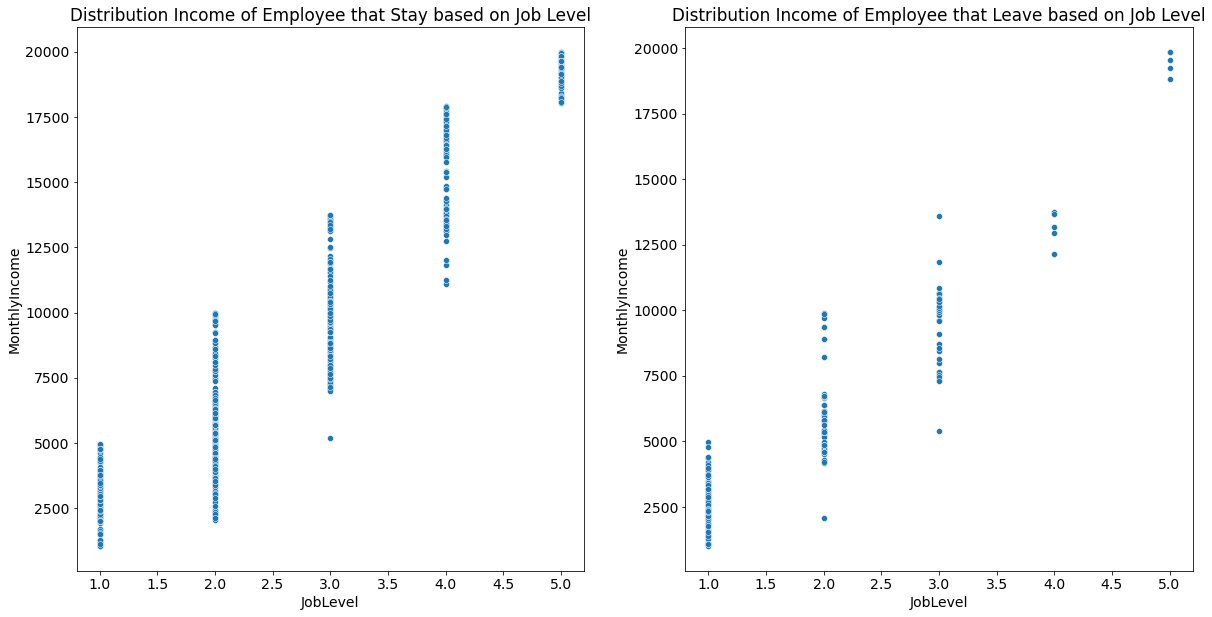 Distribution Income of Employee that Stay based on Job Level
20000
17500
15000
12500
10000
7500
5000
2500
MonthlyIncome
1.0 1.5 2.0 2.5 3.0 3.5 4.0 4.5 5.0
JobLevel
Distribution Income of Employee that Leave based on Job Level
20000
17500
15000
12500
10000
7500
5000
2500
MonthlyIncome
1.0 1.5 2.0 2.5 3.0 3.5 4.0 4.5 5.0
JobLevel